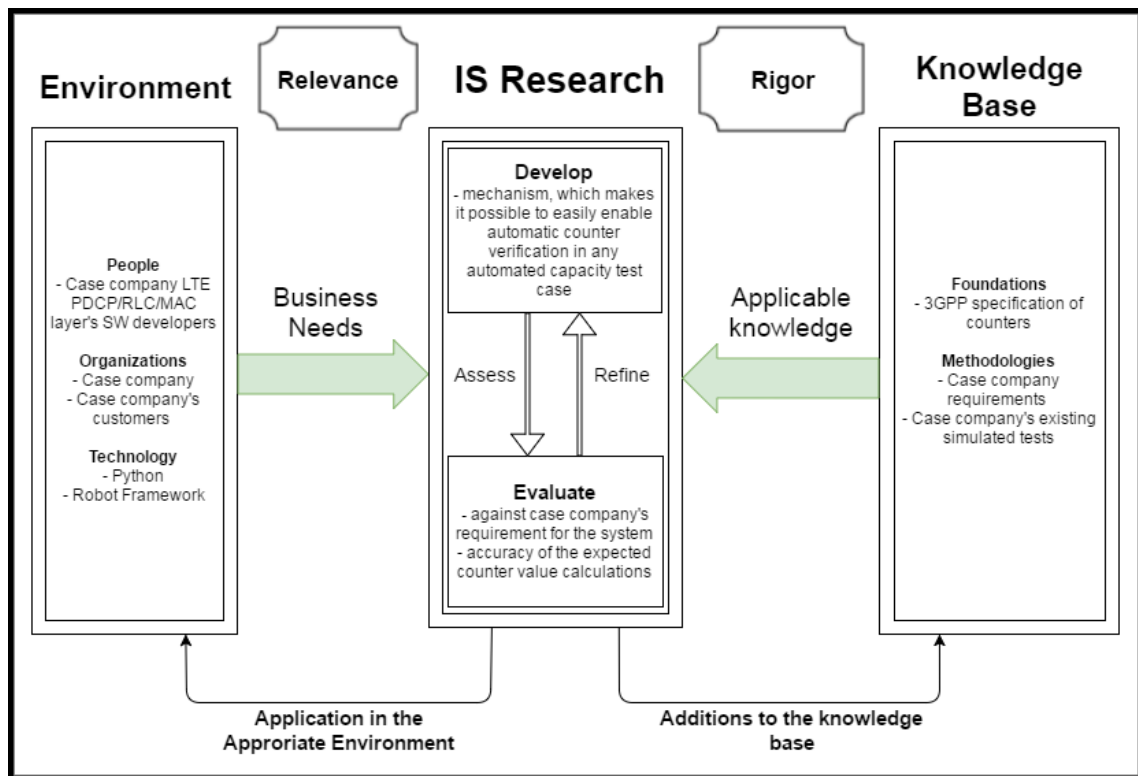 Environment
Relevance
IS Research
Rigor
Knowledge
Base
People
- Case company LTE
PDCP/RLC/MAC
layer's SW developers
Organizations
- Case company
- Case company's
customers
Technology
- Python
- Robot Framework
Business
Needs
Develop
- mechanism, which makes
it possible to easily enable
automatic counter
verification in any
automated capacity test
case
Assess
Refine
Evaluate
- against case company's
requirement for the system
- accuracy of the expected
counter value calculations
Applicable
knowledge
Foundations
- 3GPP specification of
counters
Methodologies
- Case company
requirements
- Case company's existing
simulated tests
Application in the
Approriate Environment
Additions to the knowledge
base